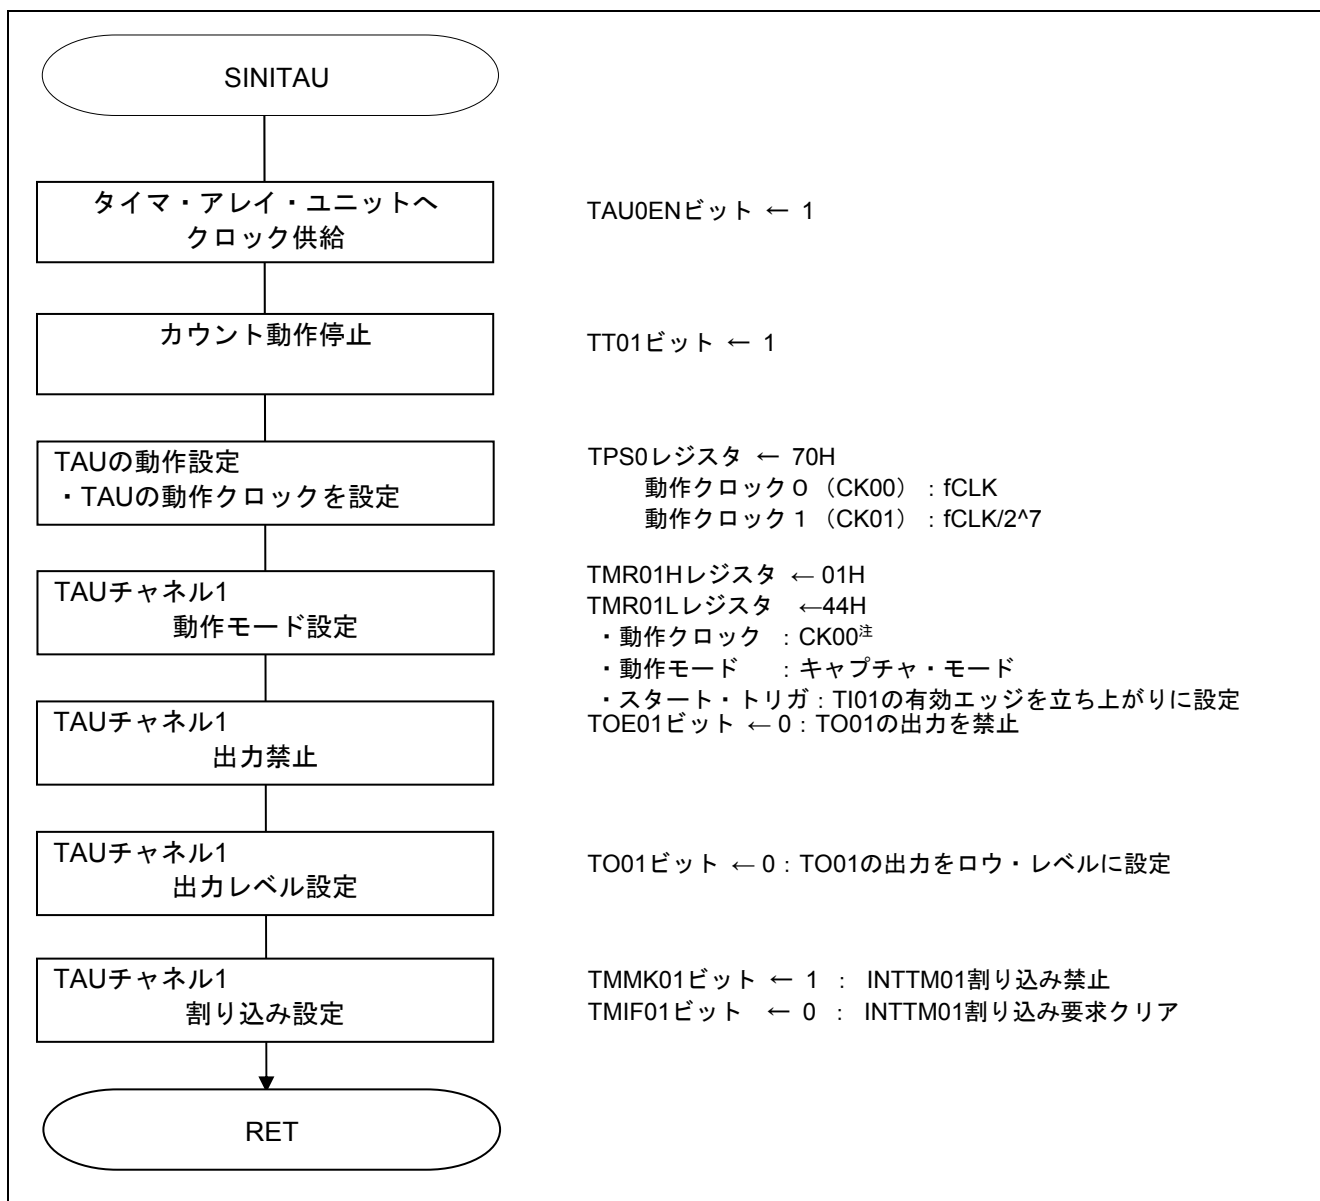 SINITAU
タイマ・アレイ・ユニットへ
クロック供給
TAU0ENビット ← 1
カウント動作停止
TT01ビット ← 1
TAUの動作設定
・TAUの動作クロックを設定
TPS0レジスタ ← 70H
動作クロック０（CK00）：fCLK
動作クロック１（CK01）：fCLK/2^7
TAUチャネル1
動作モード設定
TMR01Hレジスタ ← 01H
TMR01Lレジスタ ←44H
・動作クロック ：CK00注
・動作モード ：キャプチャ・モード
・スタート・トリガ：TI01の有効エッジを立ち上がりに設定
TAUチャネル1
出力禁止
TOE01ビット ← 0：TO01の出力を禁止
TAUチャネル1
出力レベル設定
TO01ビット ← 0：TO01の出力をロウ・レベルに設定
TAUチャネル1
割り込み設定
TMMK01ビット ← 1 ： INTTM01割り込み禁止
TMIF01ビット ← 0 ： INTTM01割り込み要求クリア
RET